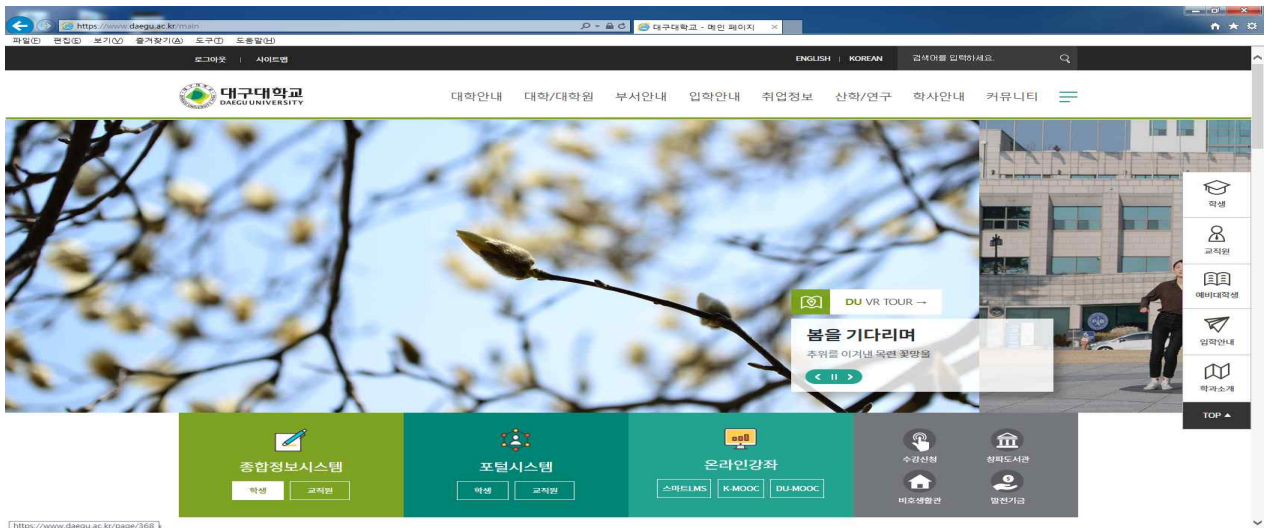 https://www.daegu.ac.kr/main
대구대학교 - 메인 페이지
파일(F) 편집(E) 보기(V) 즐겨찾기(A) 도구(T) 도움말(H)
로그아웃 | 사이트맵
ENGLISH | KOREAN
검색어를 입력하세요.
대구대학교
DAEGU UNIVERSITY
대학안내 대학/대학원 부서안내 입학안내 취업정보 산학/연구 학사안내 커뮤니티
DU VR TOUR →
봄을 기다리며
추위를 이겨낸 목련 꽃망울
학생
교직원
예비대학생
입학안내
학과소개
TOP
종합정보시스템
학생 교직원
포털시스템
학생 교직원
온라인강좌
스마트LMS K-MOOC DU-MOOC
수강신청 창파도서관
비호생활관 발전기금
https://www.daegu.ac.kr/page/368